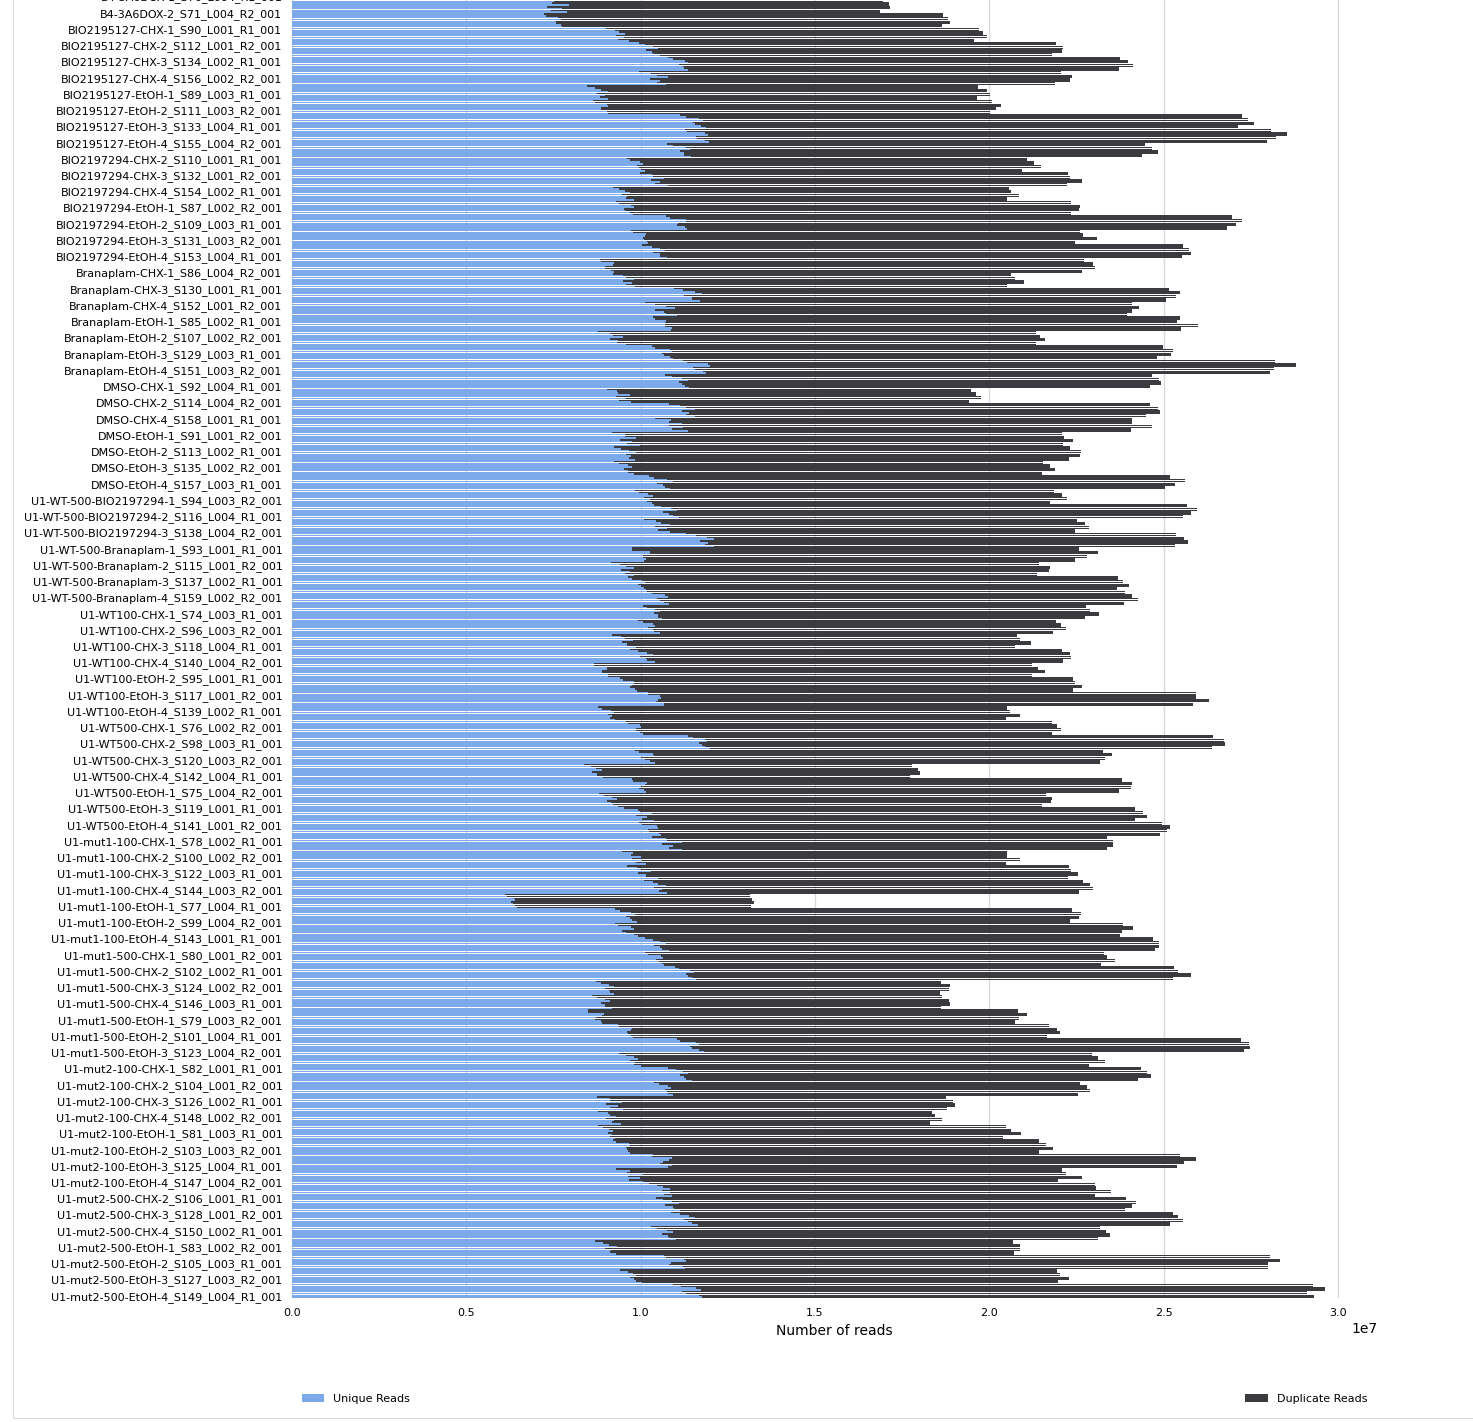 B4-3A6DOX-2_S71_L004_R2_001
BIO2195127-CHX-1_S90_L001_R1_001
BIO2195127-CHX-2_S112_L001_R2_001
BIO2195127-CHX-3_S134_L002_R1_001
BIO2195127-CHX-4_S156_L002_R2_001
BIO2195127-EtOH-1_S89_L003_R1_001
BIO2195127-EtOH-2_S111_L003_R2_001
BIO2195127-EtOH-3_S133_L004_R1_001
BIO2195127-EtOH-4_S155_L004_R2_001
BIO2197294-CHX-2_S110_L001_R1_001
BIO2197294-CHX-3_S132_L001_R2_001
BIO2197294-CHX-4_S154_L002_R1_001
BIO2197294-EtOH-1_S87_L002_R2_001
BIO2197294-EtOH-2_S109_L003_R1_001
BIO2197294-EtOH-3_S131_L003_R2_001
BIO2197294-EtOH-4_S153_L004_R1_001
Branaplam-CHX-1_S86_L004_R2_001
Branaplam-CHX-3_S130_L001_R1_001
Branaplam-CHX-4_S152_L001_R2_001
Branaplam-EtOH-1_S85_L002_R1_001
Branaplam-EtOH-2_S107_L002_R2_001
Branaplam-EtOH-3_S129_L003_R1_001
Branaplam-EtOH-4_S151_L003_R2_001
DMSO-CHX-1_S92_L004_R1_001
DMSO-CHX-2_S114_L004_R2_001
DMSO-CHX-4_S158_L001_R1_001
DMSO-EtOH-1_S91_L001_R2_001
DMSO-EtOH-2_S113_L002_R1_001
DMSO-EtOH-3_S135_L002_R2_001
DMSO-EtOH-4_S157_L003_R1_001
U1-WT-500-BIO2197294-1_S94_L003_R2_001
U1-WT-500-BIO2197294-2_S116_L004_R1_001
U1-WT-500-BIO2197294-3_S138_L004_R2_001
U1-WT-500-Branaplam-1_S93_L001_R1_001
U1-WT-500-Branaplam-2_S115_L001_R2_001
U1-WT-500-Branaplam-3_S137_L002_R1_001
U1-WT-500-Branaplam-4_S159_L002_R2_001
U1-WT100-CHX-1_S74_L003_R1_001
U1-WT100-CHX-2_S96_L003_R2_001
U1-WT100-CHX-3_S118_L004_R1_001
U1-WT100-CHX-4_S140_L004_R2_001
U1-WT100-EtOH-2_S95_L001_R1_001
U1-WT100-EtOH-3_S117_L001_R2_001
U1-WT100-EtOH-4_S139_L002_R1_001
U1-WT500-CHX-1_S76_L002_R2_001
U1-WT500-CHX-2_S98_L003_R1_001
U1-WT500-CHX-3_S120_L003_R2_001
U1-WT500-CHX-4_S142_L004_R1_001
U1-WT500-EtOH-1_S75_L004_R2_001
U1-WT500-EtOH-3_S119_L001_R1_001
U1-WT500-EtOH-4_S141_L001_R2_001
U1-mut1-100-CHX-1_S78_L002_R1_001
U1-mut1-100-CHX-2_S100_L002_R2_001
U1-mut1-100-CHX-3_S122_L003_R1_001
U1-mut1-100-CHX-4_S144_L003_R2_001
U1-mut1-100-EtOH-1_S77_L004_R1_001
U1-mut1-100-EtOH-2_S99_L004_R2_001
U1-mut1-100-EtOH-4_S143_L001_R1_001
U1-mut1-500-CHX-1_S80_L001_R2_001
U1-mut1-500-CHX-2_S102_L002_R1_001
U1-mut1-500-CHX-3_S124_L002_R2_001
U1-mut1-500-CHX-4_S146_L003_R1_001
U1-mut1-500-EtOH-1_S79_L003_R2_001
U1-mut1-500-EtOH-2_S101_L004_R1_001
U1-mut1-500-EtOH-3_S123_L004_R2_001
U1-mut2-100-CHX-1_S82_L001_R1_001
U1-mut2-100-CHX-2_S104_L001_R2_001
U1-mut2-100-CHX-3_S126_L002_R1_001
U1-mut2-100-CHX-4_S148_L002_R2_001
U1-mut2-100-EtOH-1_S81_L003_R1_001
U1-mut2-100-EtOH-2_S103_L003_R2_001
U1-mut2-100-EtOH-3_S125_L004_R1_001
U1-mut2-100-EtOH-4_S147_L004_R2_001
U1-mut2-500-CHX-2_S106_L001_R1_001
U1-mut2-500-CHX-3_S128_L001_R2_001
U1-mut2-500-CHX-4_S150_L002_R1_001
U1-mut2-500-EtOH-1_S83_L002_R2_001
U1-mut2-500-EtOH-2_S105_L003_R1_001
U1-mut2-500-EtOH-3_S127_L003_R2_001
U1-mut2-500-EtOH-4_S149_L004_R1_001
0.0 0.5 1.0 1.5 2.0 2.5 3.0
Number of reads 1e7
Unique Reads Duplicate Reads